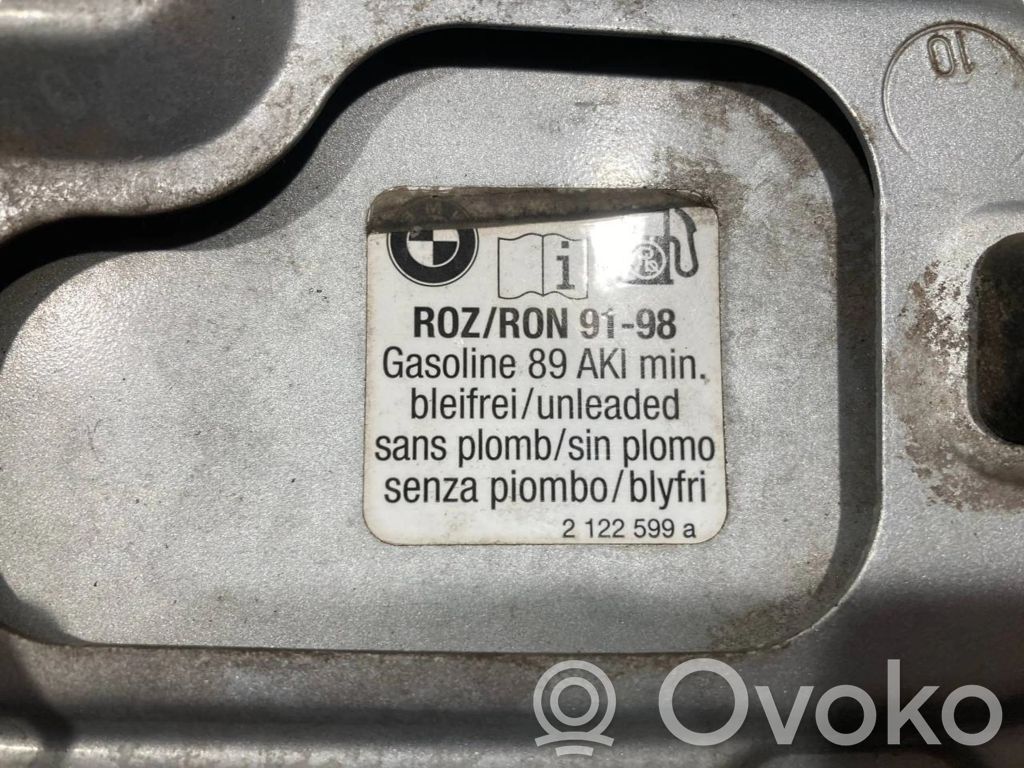 10
i
ROZ/RON 91-98
Gasoline 89 AKI min.
bleifrei/unleaded
sans plomb/sin plomo
senza piombo/blyfri
2 122 599 a
Ovoko